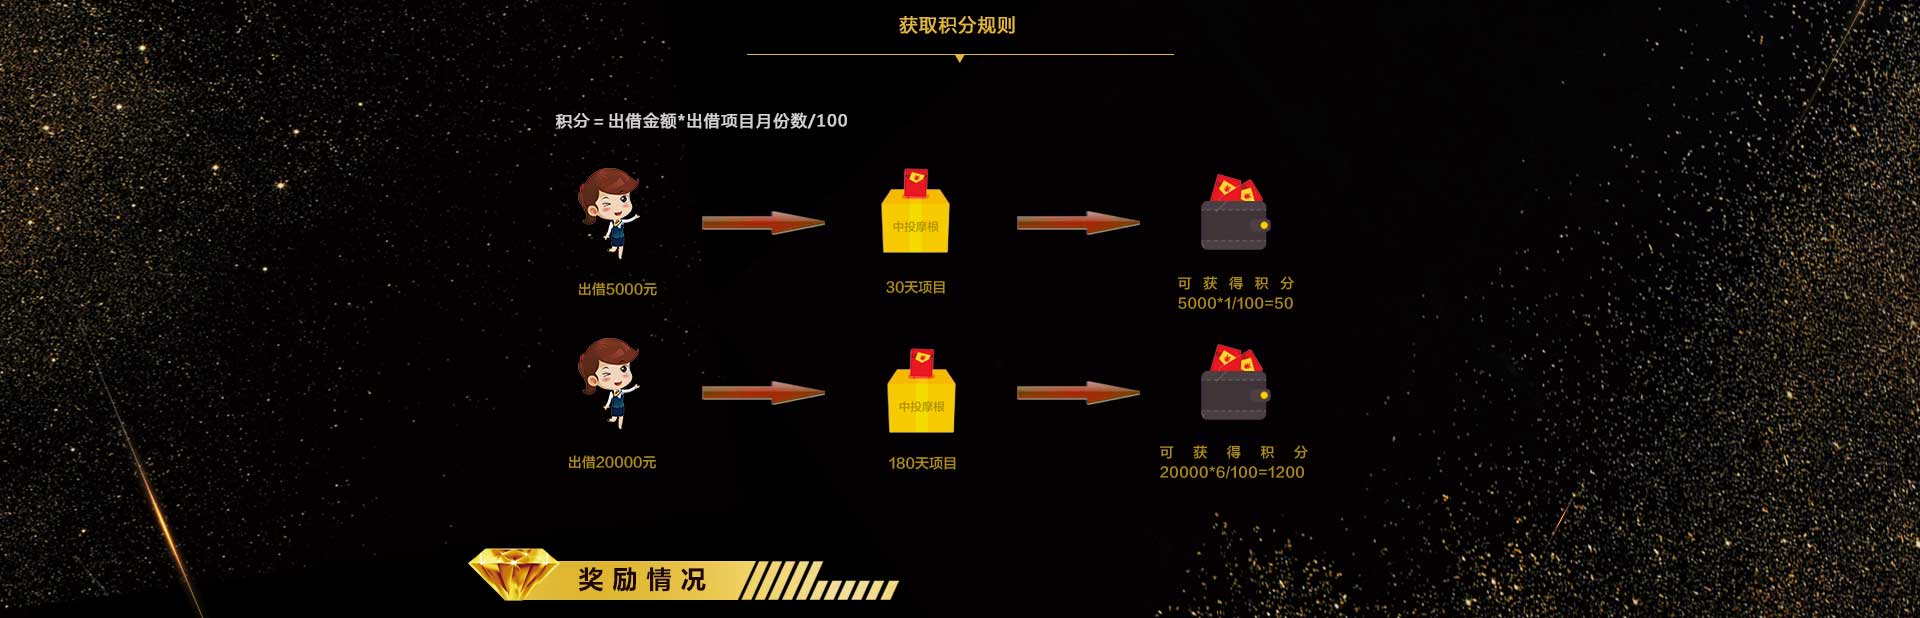 获取积分规则
积分 = 出借金额*出借项目月份数/100
中投摩根
出借5000元
30天项目
可获得积分
5000*1/100=50
中投摩根
出借20000元
180天项目
可获得积分
20000*6/100=1200
奖励情况